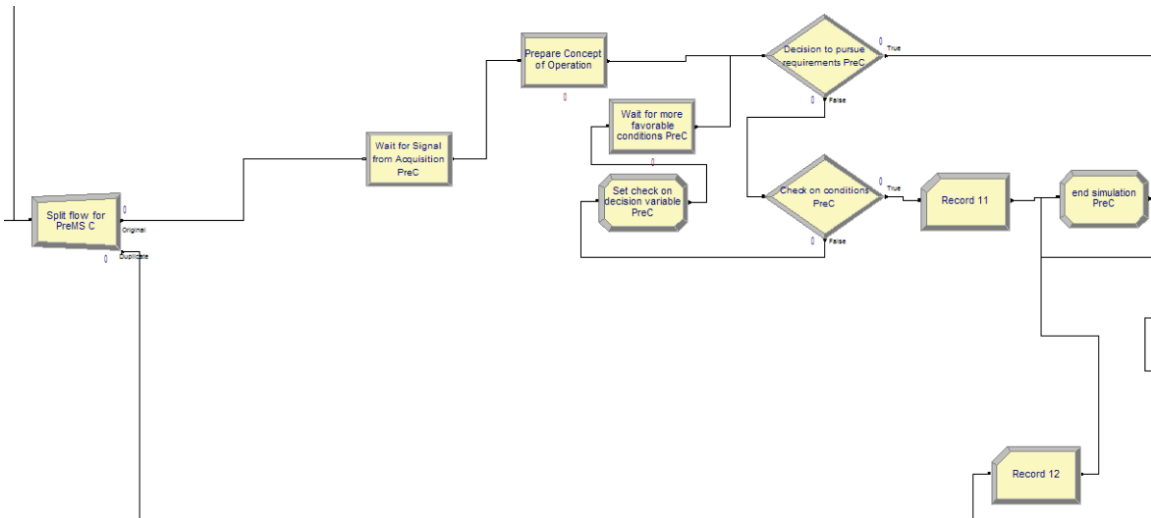 Prepare Concept
of Operation
Decision to pursue
requirements PreC
0
True
0
False
0
Wait for more
favorable
conditions PreC
0
Wait for Signal
from Acquisition
PreC
Set check on
decision variable
PreC
Check on conditions
PreC
0
True
0
False
Record 11
end simulation
PreC
Split flow for
PreMS C
0
Original
0
Duplicate
Record 12